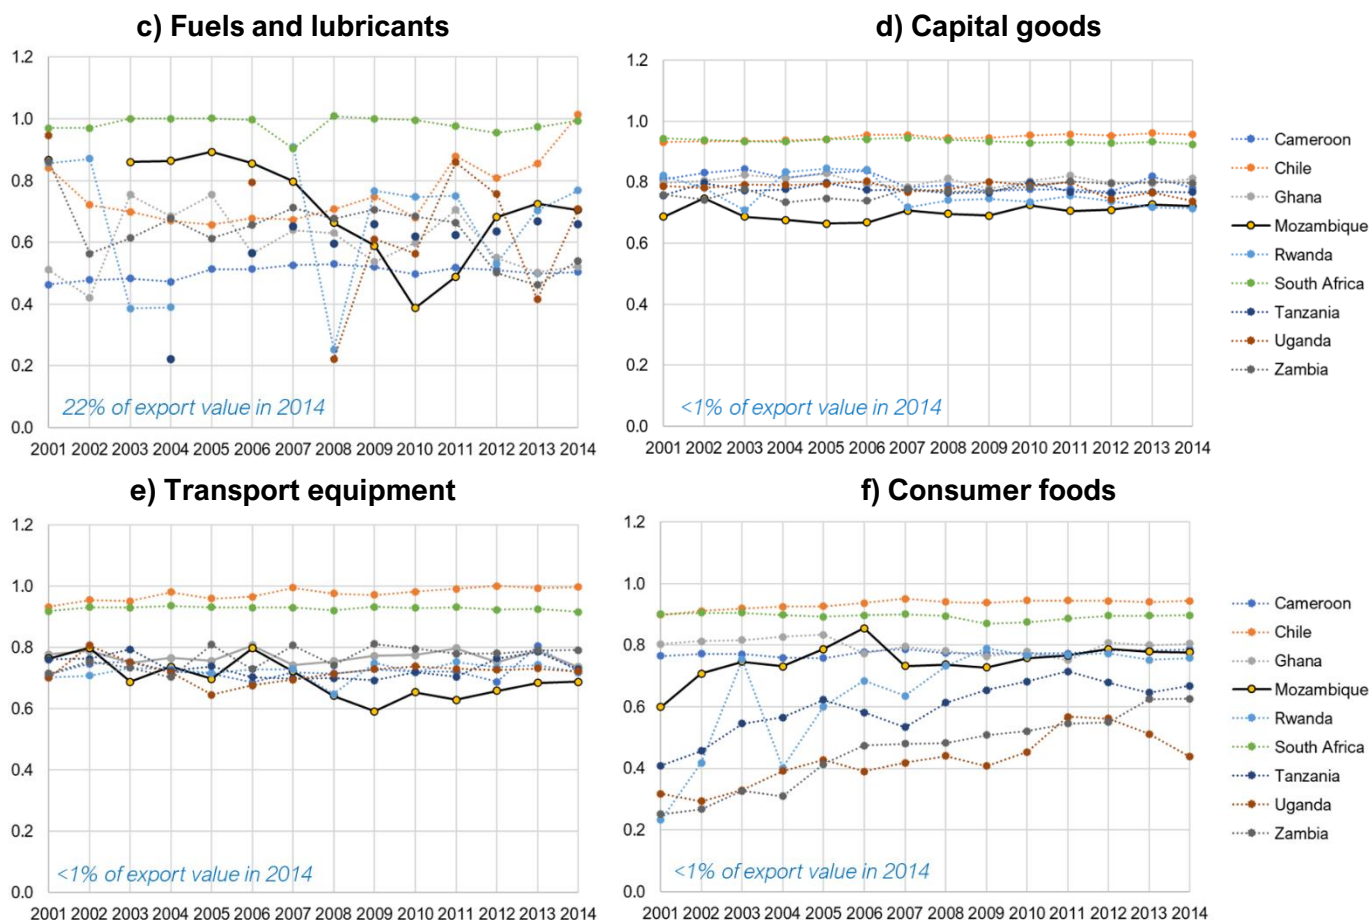 c) Fuels and lubricants
1.2
1.0
0.8
0.6
0.4
0.2
0.0
22% of export value in 2014
2001 2002 2003 2004 2005 2006 2007 2008 2009 2010 2011 2012 2013 2014
d) Capital goods
1.2
1.0
0.8
0.6
0.4
0.2
0.0
<1% of export value in 2014
2001 2002 2003 2004 2005 2006 2007 2008 2009 2010 2011 2012 2013 2014
Cameroon
Chile
Ghana
Mozambique
Rwanda
South Africa
Tanzania
Uganda
Zambia
e) Transport equipment
1.2
1.0
0.8
0.6
0.4
0.2
0.0
<1% of export value in 2014
2001 2002 2003 2004 2005 2006 2007 2008 2009 2010 2011 2012 2013 2014
f) Consumer foods
1.2
1.0
0.8
0.6
0.4
0.2
0.0
<1% of export value in 2014
2001 2002 2003 2004 2005 2006 2007 2008 2009 2010 2011 2012 2013 2014
Cameroon
Chile
Ghana
Mozambique
Rwanda
South Africa
Tanzania
Uganda
Zambia